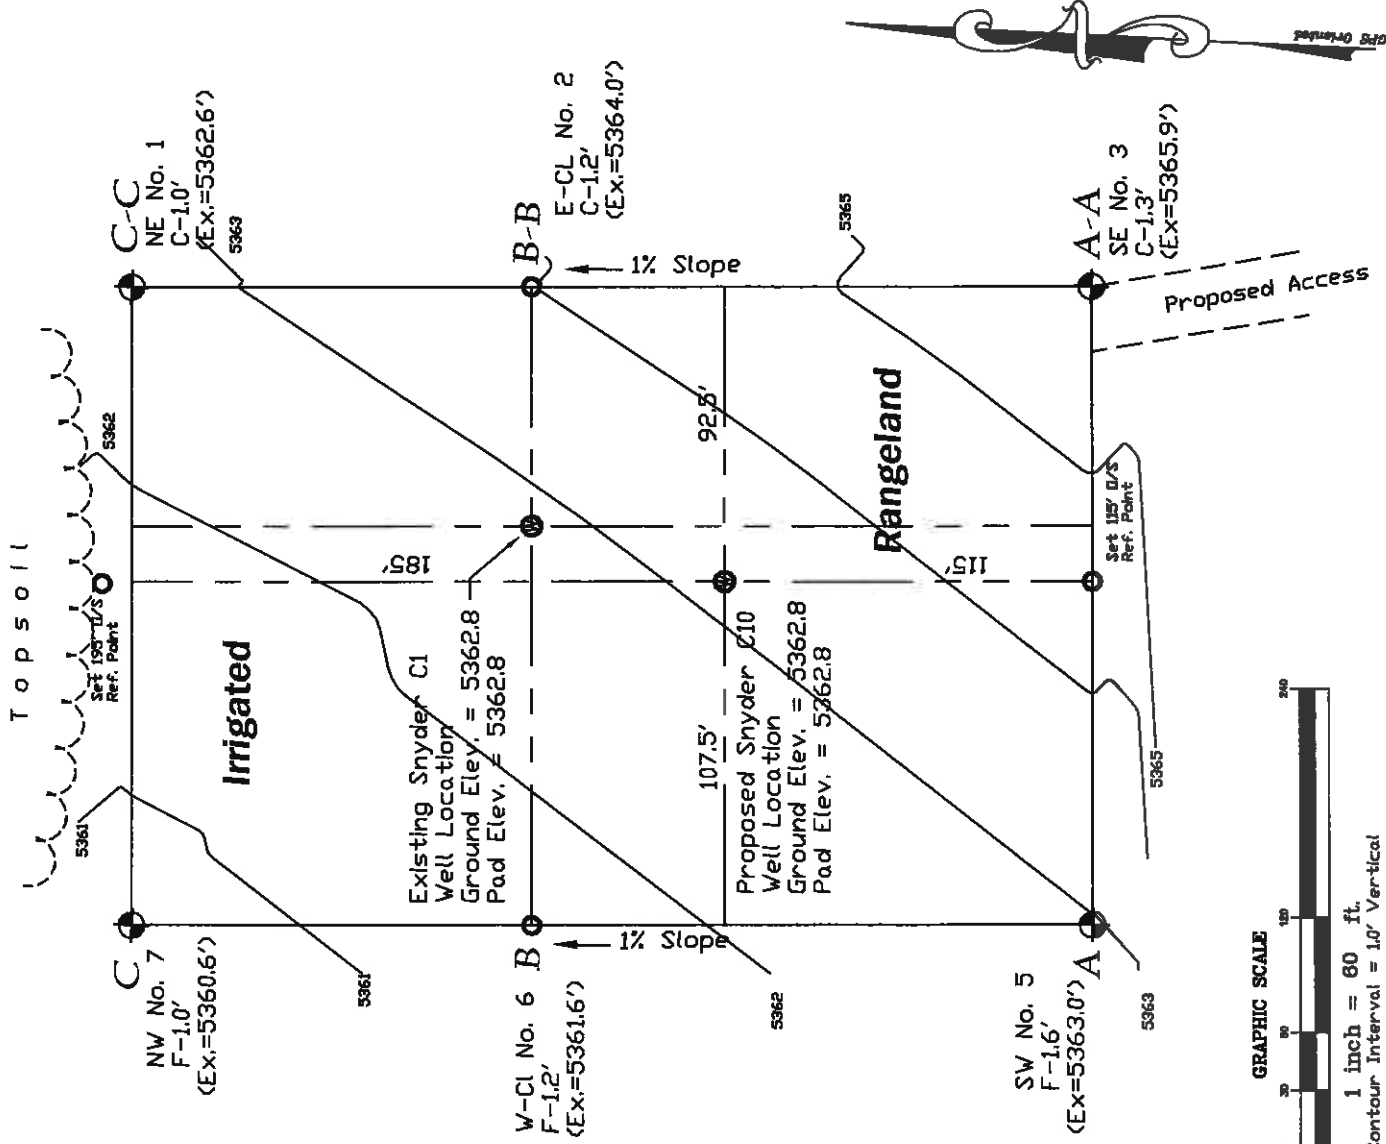 GPS Oriented
Topsoil
C-C
NE No. 1
C-1.0'
(Ex.=5362.6')
5363
5362
Set 195' O/S
Ref. Point
5361
Irrigated
C
NW No. 7
F-1.0'
(Ex.=5360.6')
5361
185'
Existing Snyder C1
Well Location
Ground Elev. = 5362.8
Pad Elev. = 5362.8
B-B
E-CL No. 2
C-1.2'
(Ex.=5364.0')
1% Slope
B
W-Cl No. 6
F-1.2'
(Ex.=5361.6')
1% Slope
5362
92.5'
107.5'
Proposed Snyder C10
Well Location
Ground Elev. = 5362.8
Pad Elev. = 5362.8
Rangeland
115'
5365
A-A
SE No. 3
C-1.3'
(Ex=5365.9')
Proposed Access
Set 115' O/S
Ref. Point
5365
A
SW No. 5
F-1.6'
(Ex=5363.0')
5363
GRAPHIC SCALE
30
60
120
240
1 inch = 60 ft.
Contour Interval = 1.0' Vertical